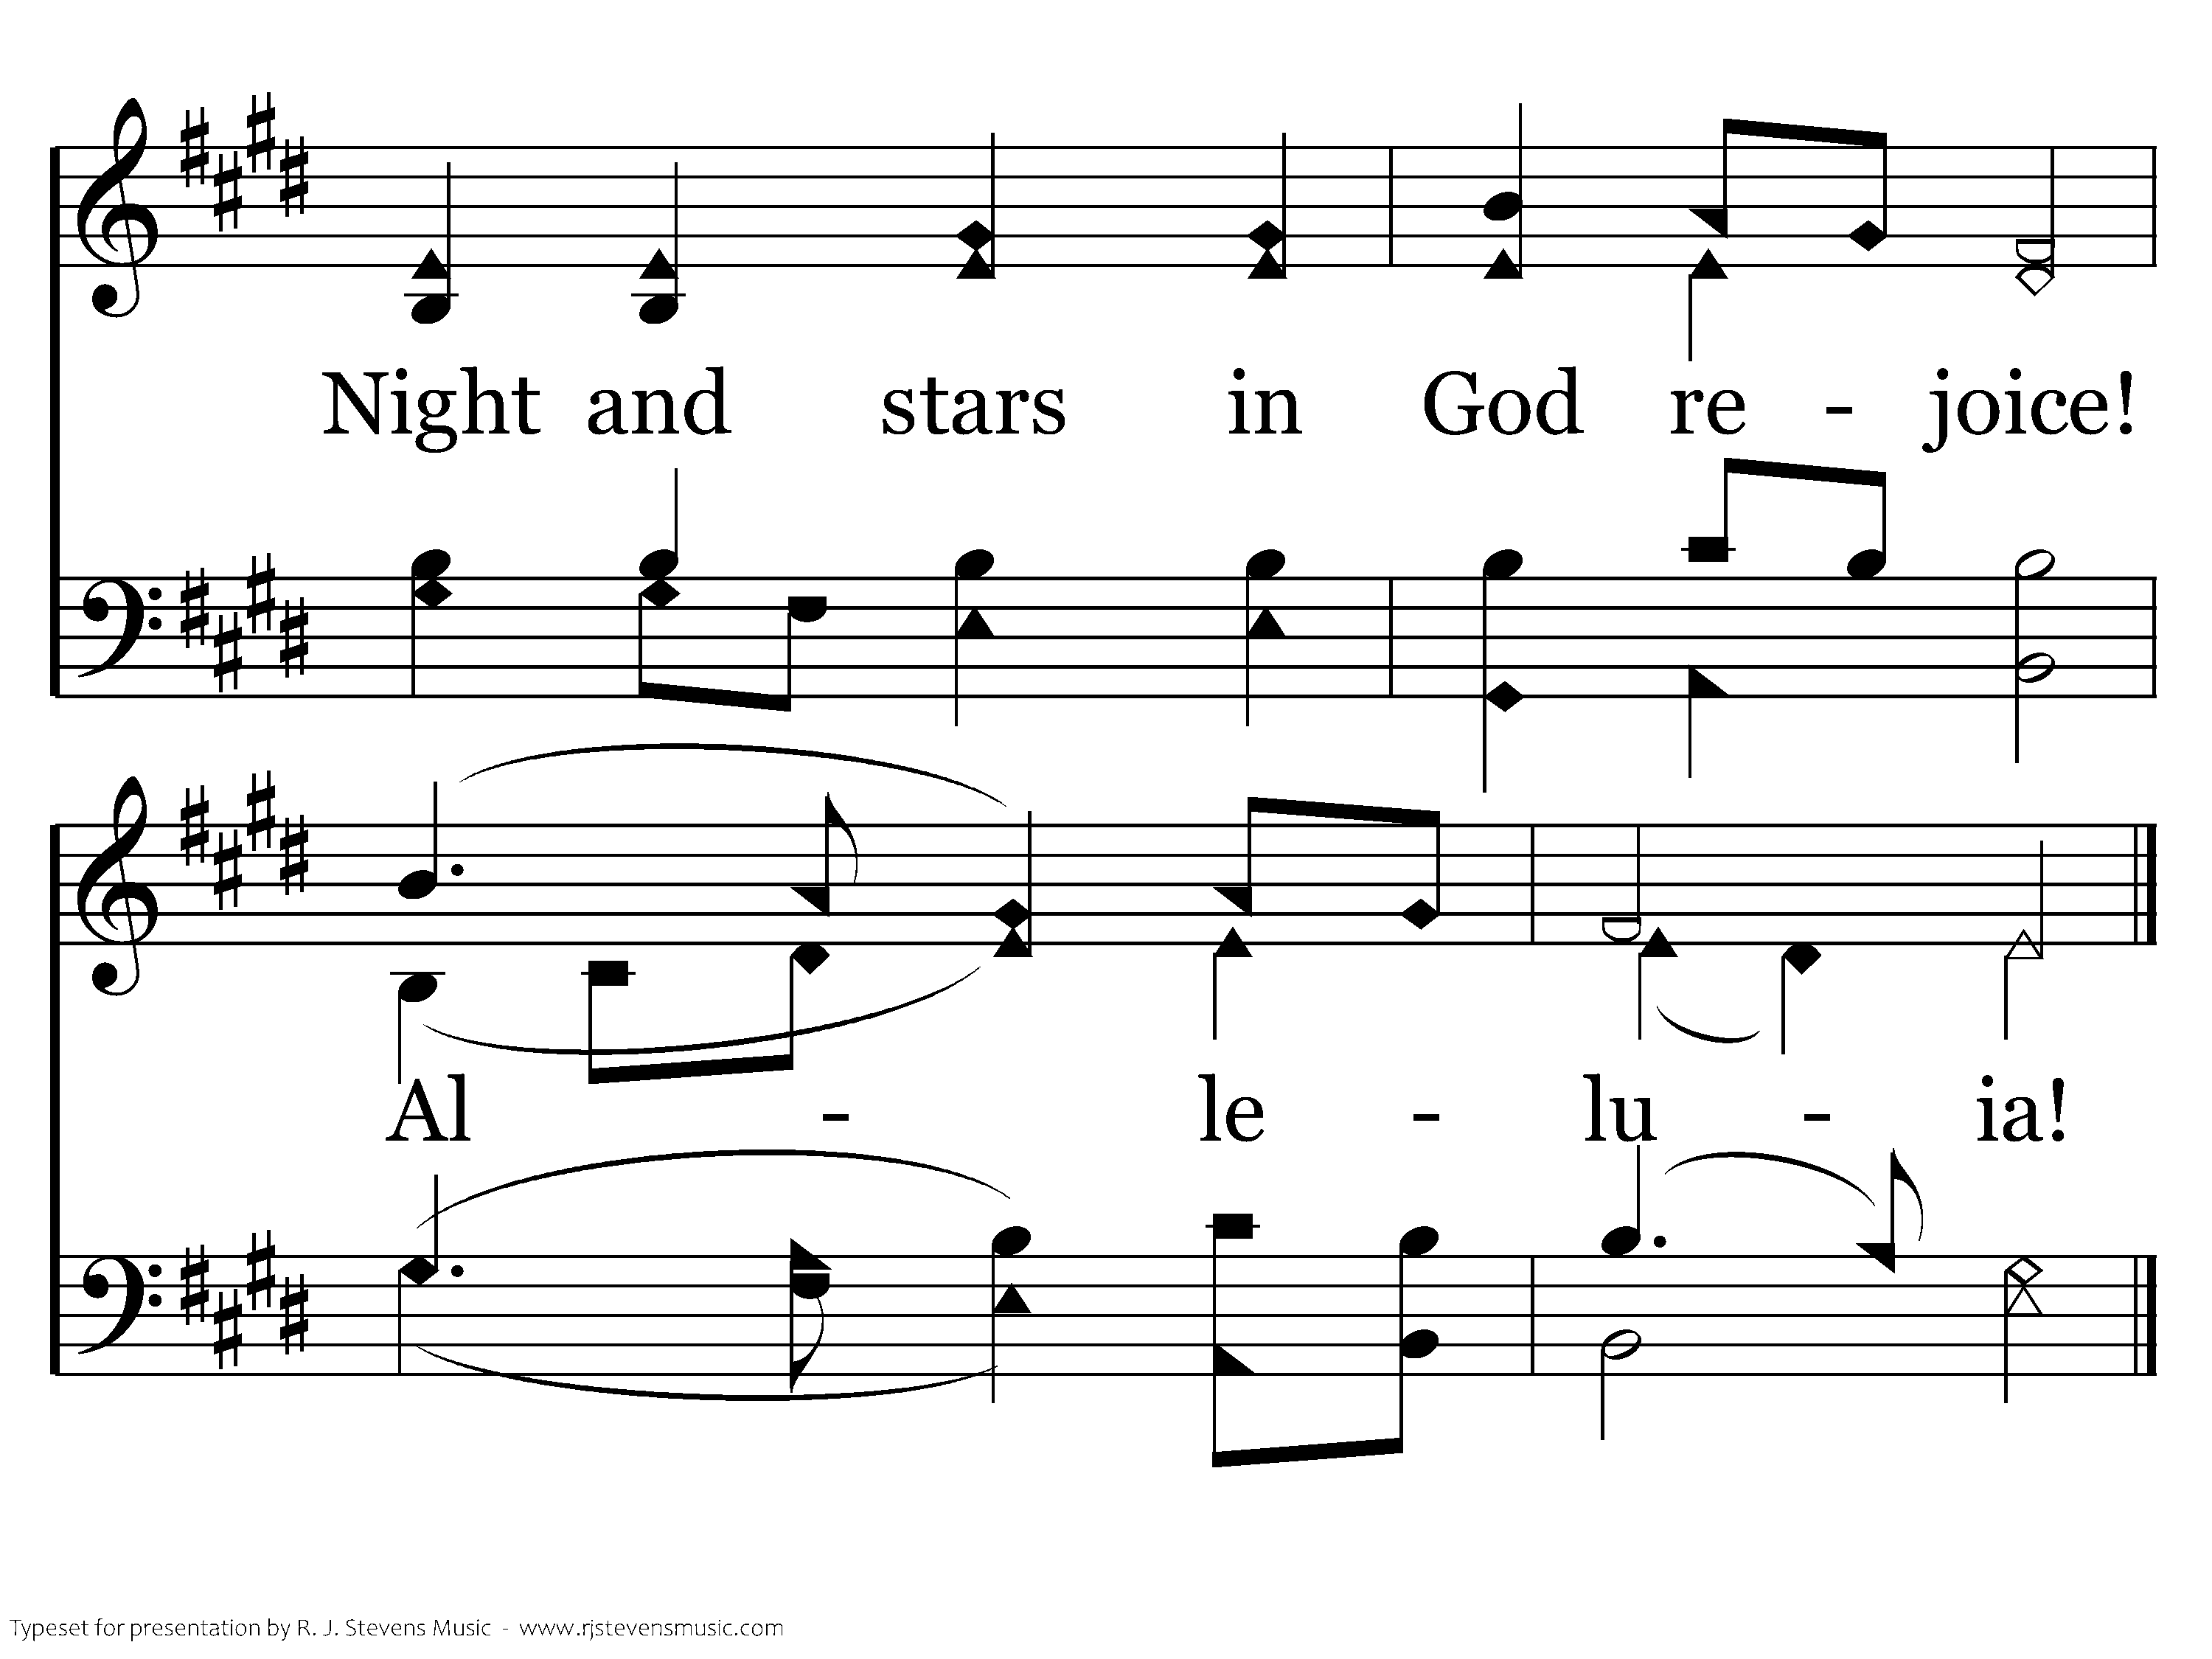 Night and stars in God re - joice!
Al - le - lu - ia!
Typeset for presentation by R. J. Stevens Music - www.rjstevensmusic.com